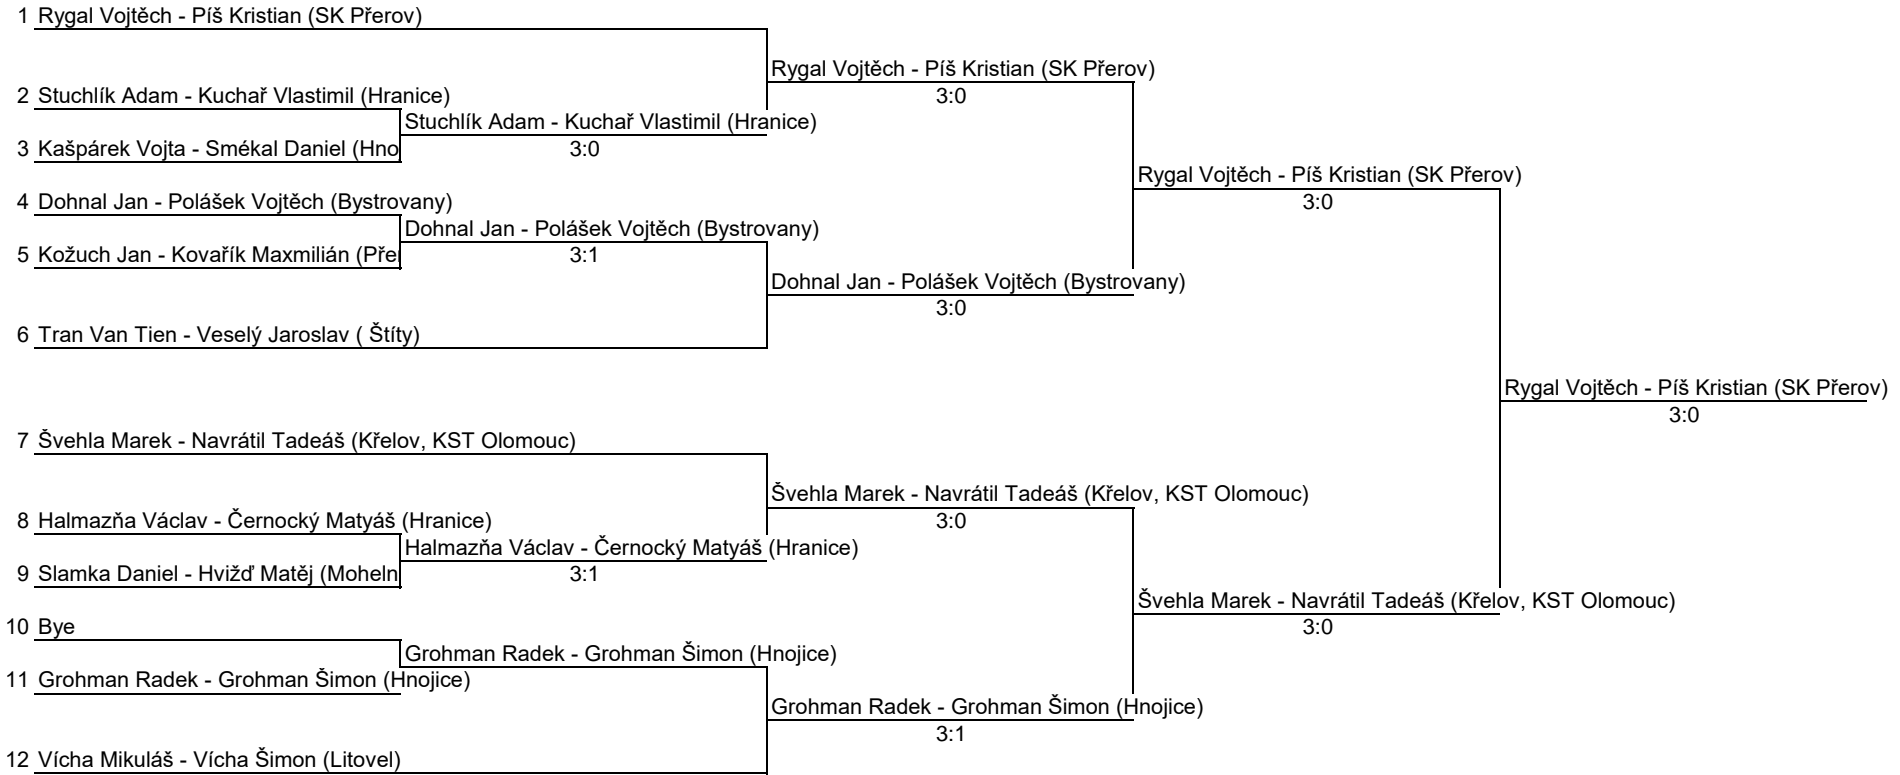 1 Rygal Vojtěch - Píš Kristian (SK Přerov)
Rygal Vojtěch - Píš Kristian (SK Přerov)
3:0
2 Stuchlík Adam - Kuchař Vlastimil (Hranice)
Stuchlík Adam - Kuchař Vlastimil (Hranice)
3:0
3 Kašpárek Vojta - Smékal Daniel (Hno
Rygal Vojtěch - Píš Kristian (SK Přerov)
3:0
4 Dohnal Jan - Polášek Vojtěch (Bystrovany)
Dohnal Jan - Polášek Vojtěch (Bystrovany)
3:1
5 Kožuch Jan - Kovařík Maxmilián (Pře
Dohnal Jan - Polášek Vojtěch (Bystrovany)
3:0
6 Tran Van Tien - Veselý Jaroslav ( Štíty)
Rygal Vojtěch - Píš Kristian (SK Přerov)
3:0
7 Švehla Marek - Navrátil Tadeáš (Křelov, KST Olomouc)
Švehla Marek - Navrátil Tadeáš (Křelov, KST Olomouc)
3:0
8 Halmazňa Václav - Černocký Matyáš (Hranice)
Halmazňa Václav - Černocký Matyáš (Hranice)
3:1
9 Slamka Daniel - Hvižď Matěj (Moheln
Švehla Marek - Navrátil Tadeáš (Křelov, KST Olomouc)
3:0
10 Bye
Grohman Radek - Grohman Šimon (Hnojice)
11 Grohman Radek - Grohman Šimon (Hnojice)
Grohman Radek - Grohman Šimon (Hnojice)
3:1
12 Vícha Mikuláš - Vícha Šimon (Litovel)